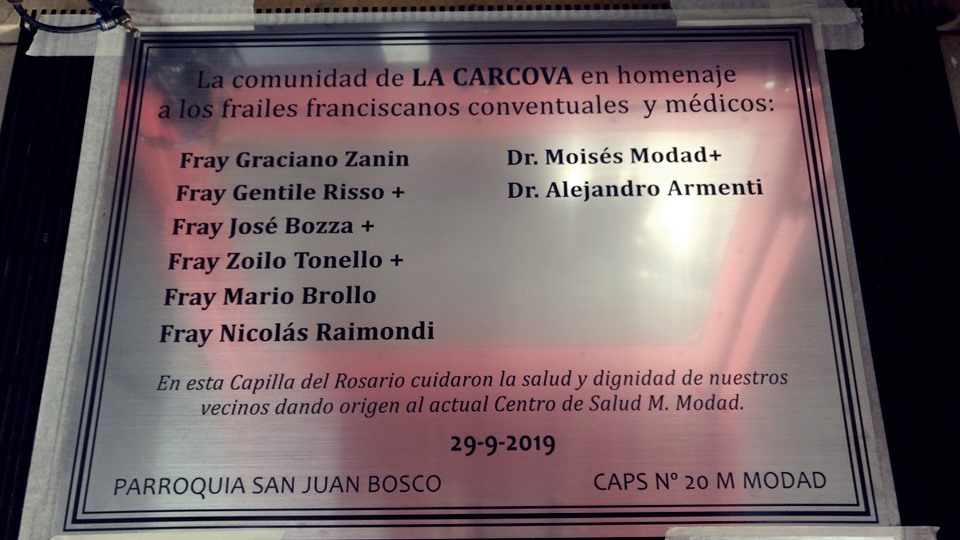 La comunidad de LA CARCOVA en homenaje
a los frailes franciscanos conventuales y médicos:
Fray Graciano Zanin
Fray Gentile Risso +
Fray José Bozza +
Fray Zoilo Tonello +
Fray Mario Brollo
Fray Nicolás Raimondi
Dr. Moisés Modad+
Dr. Alejandro Armenti
En esta Capilla del Rosario cuidaron la salud y dignidad de nuestros
vecinos dando origen al actual Centro de Salud M. Modad.
29-9-2019
PARROQUIA SAN JUAN BOSCO
CAPS Nº 20 M MODAD